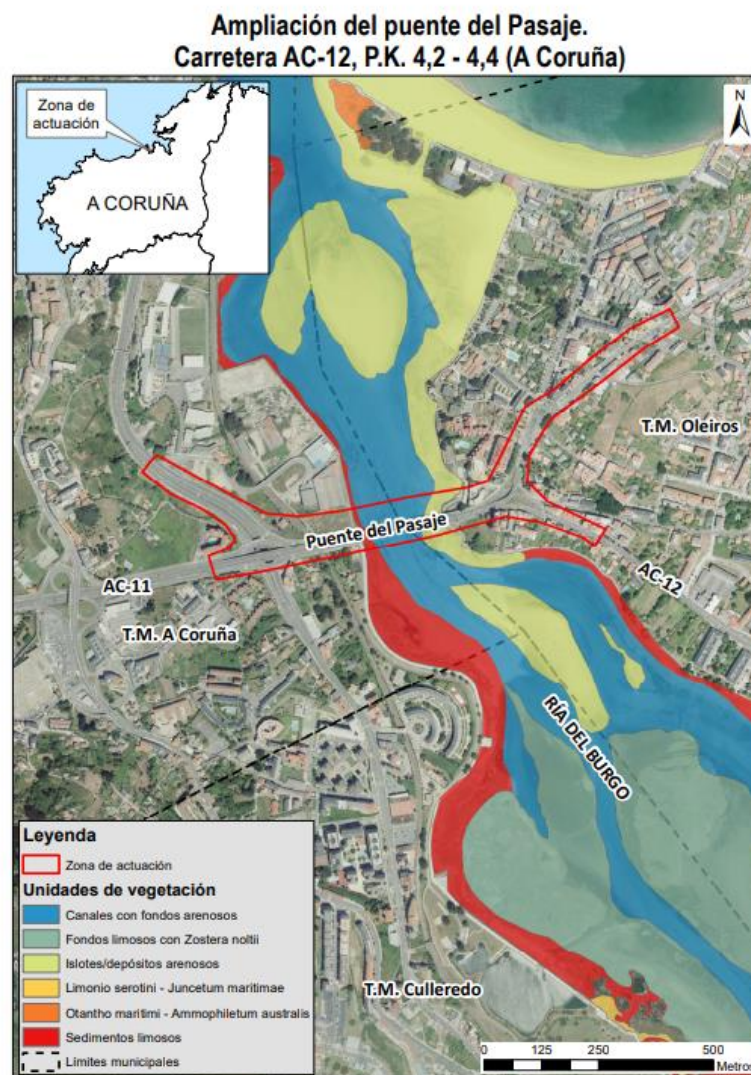 Ampliación del puente del Pasaje.
Carretera AC-12, P.K. 4,2 - 4,4 (A Coruña)
Zona de
actuación
A CORUÑA
N
T.M. Oleiros
Puente del Pasaje
AC-11
AC-12
T.M. A Coruña
RÍA DEL BURGO
T.M. Culleredo
Leyenda
Zona de actuación
Unidades de vegetación
Canales con fondos arenosos
Fondos limosos con Zostera noltii
Islotes/depósitos arenosos
Limonio serotini - Juncetum maritimae
Otantho maritimi - Ammophiletum australis
Sedimentos limosos
Límites municipales
0 125 250 500
Metros